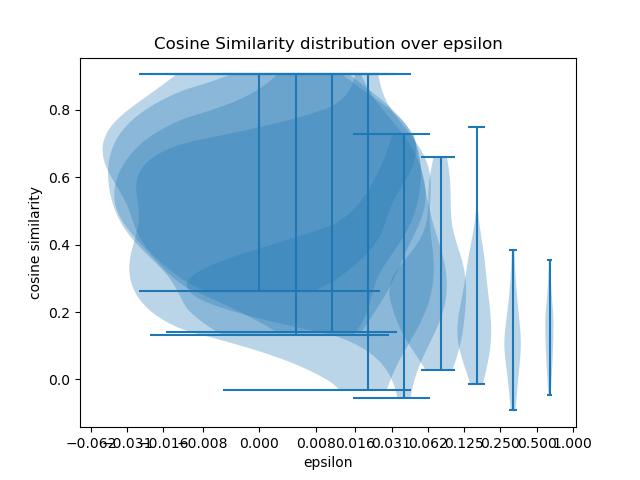 Cosine Similarity distribution over epsilon
cosine similarity
0.8
0.6
0.4
0.2
0.0
−0.062 −0.031 −0.016 −0.008 0.000 0.008 0.016 0.031 0.062 0.125 0.250 0.500 1.000
epsilon